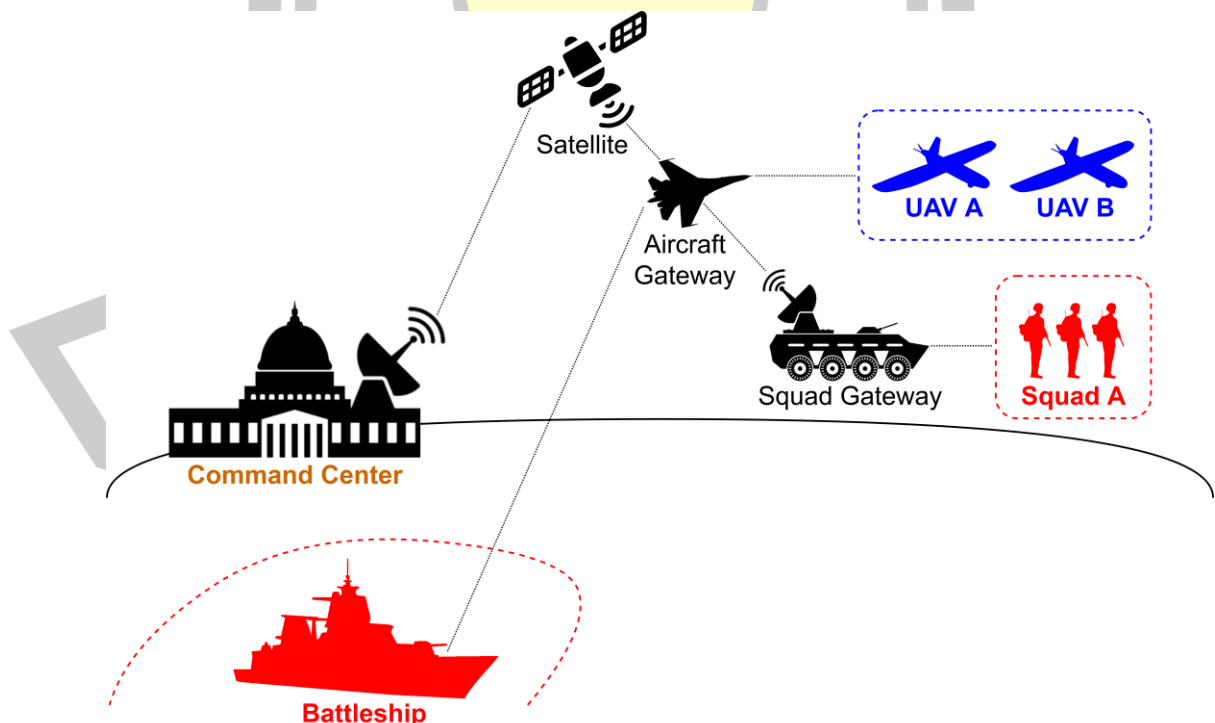 Satellite
UAV A
UAV B
Aircraft
Gateway
Squad Gateway
Squad A
Command Center
Battleship